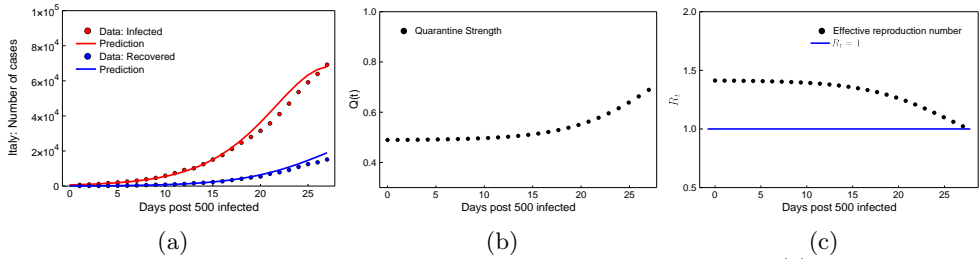 Italy: Number of cases
1×10⁵
8×10⁴
6×10⁴
4×10⁴
2×10⁴
0
Data: Infected
Prediction
Data: Recovered
Prediction
0 5 10 15 20 25
Days post 500 infected
(a)
Q(t)
1.0
0.8
0.6
0.4
Quarantine Strength
0 5 10 15 20 25
Days post 500 infected
(b)
R_t
2.0
1.5
1.0
0.5
Effective reproduction number
R_t = 1
0 5 10 15 20 25
Days post 500 infected
(c)